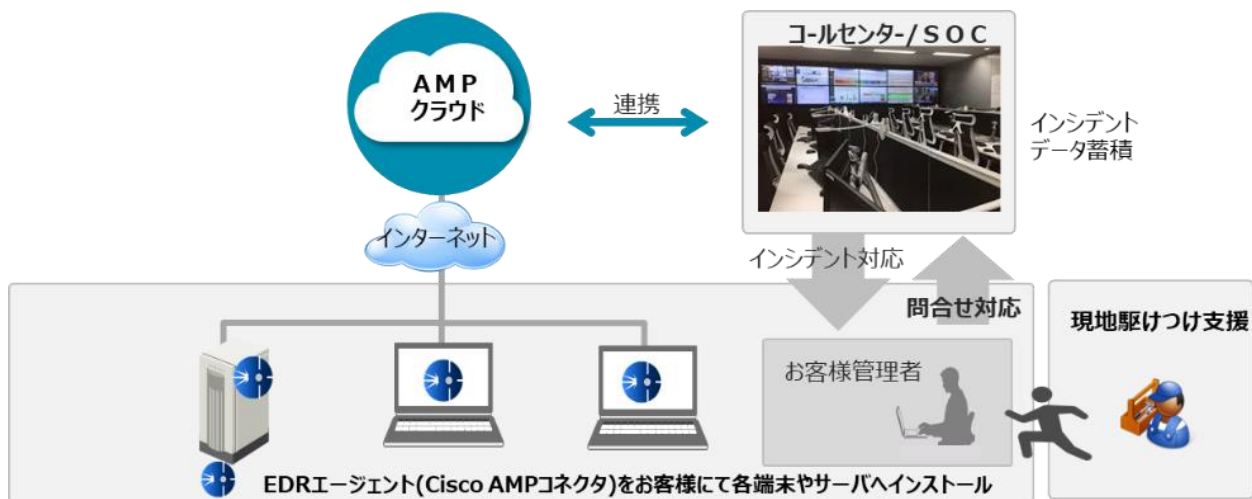 AMP
クラウド
連携
コールセンター/SOC
インシデント
データ蓄積
インターネット
インシデント対応
問合せ対応
現地駆けつけ支援
お客様管理者
EDRエージェント(Cisco AMPコネクタ)をお客様にて各端末やサーバへインストール